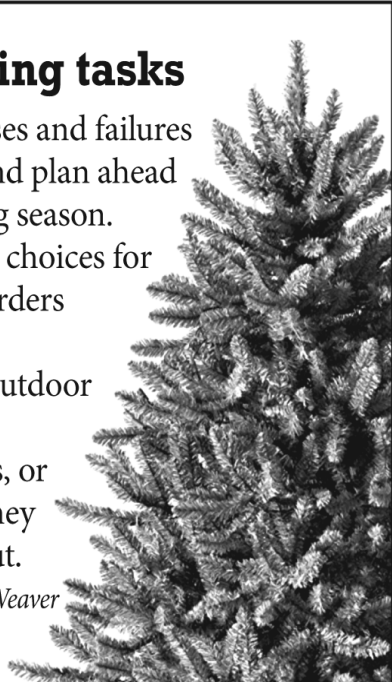 ing tasks
ses and failures
nd plan ahead
g season.
choices for
rders
utdoor
s, or
hey
ut.
Weaver